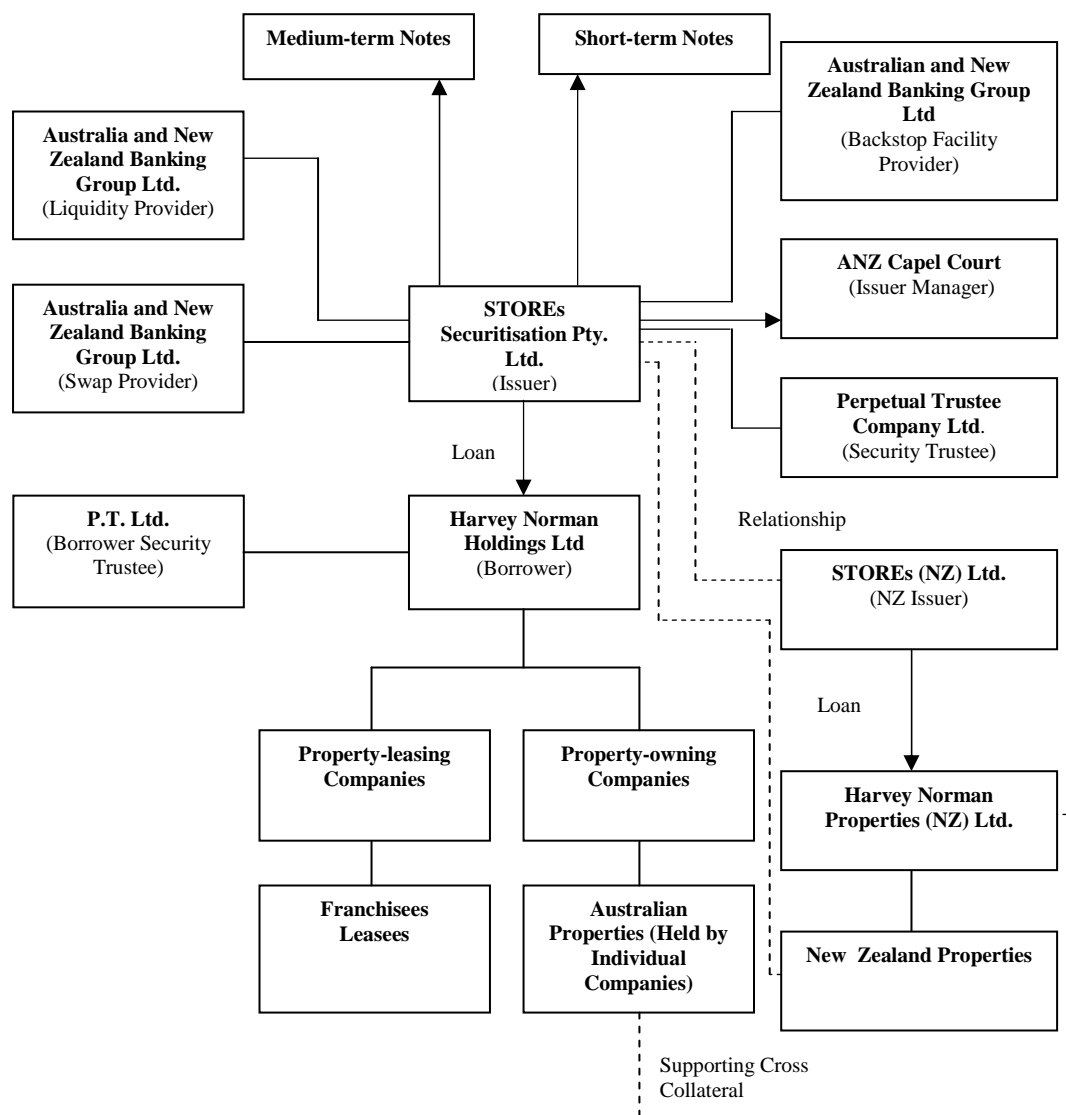 Medium-term Notes
Short-term Notes
Australian and New
Zealand Banking Group
Ltd
(Backstop Facility
Provider)
Australia and New
Zealand Banking
Group Ltd.
(Liquidity Provider)
ANZ Capel Court
(Issuer Manager)
STOREs
Securitisation Pty.
Ltd.
(Issuer)
Australia and New
Zealand Banking
Group Ltd.
(Swap Provider)
Perpetual Trustee
Company Ltd.
(Security Trustee)
Loan
P.T. Ltd.
(Borrower Security
Trustee)
Harvey Norman
Holdings Ltd
(Borrower)
Relationship
STOREs (NZ) Ltd.
(NZ Issuer)
Loan
Property-leasing
Companies
Property-owning
Companies
Harvey Norman
Properties (NZ) Ltd.
Franchisees
Leasees
Australian
Properties (Held by
Individual
Companies)
New Zealand Properties
Supporting Cross
Collateral